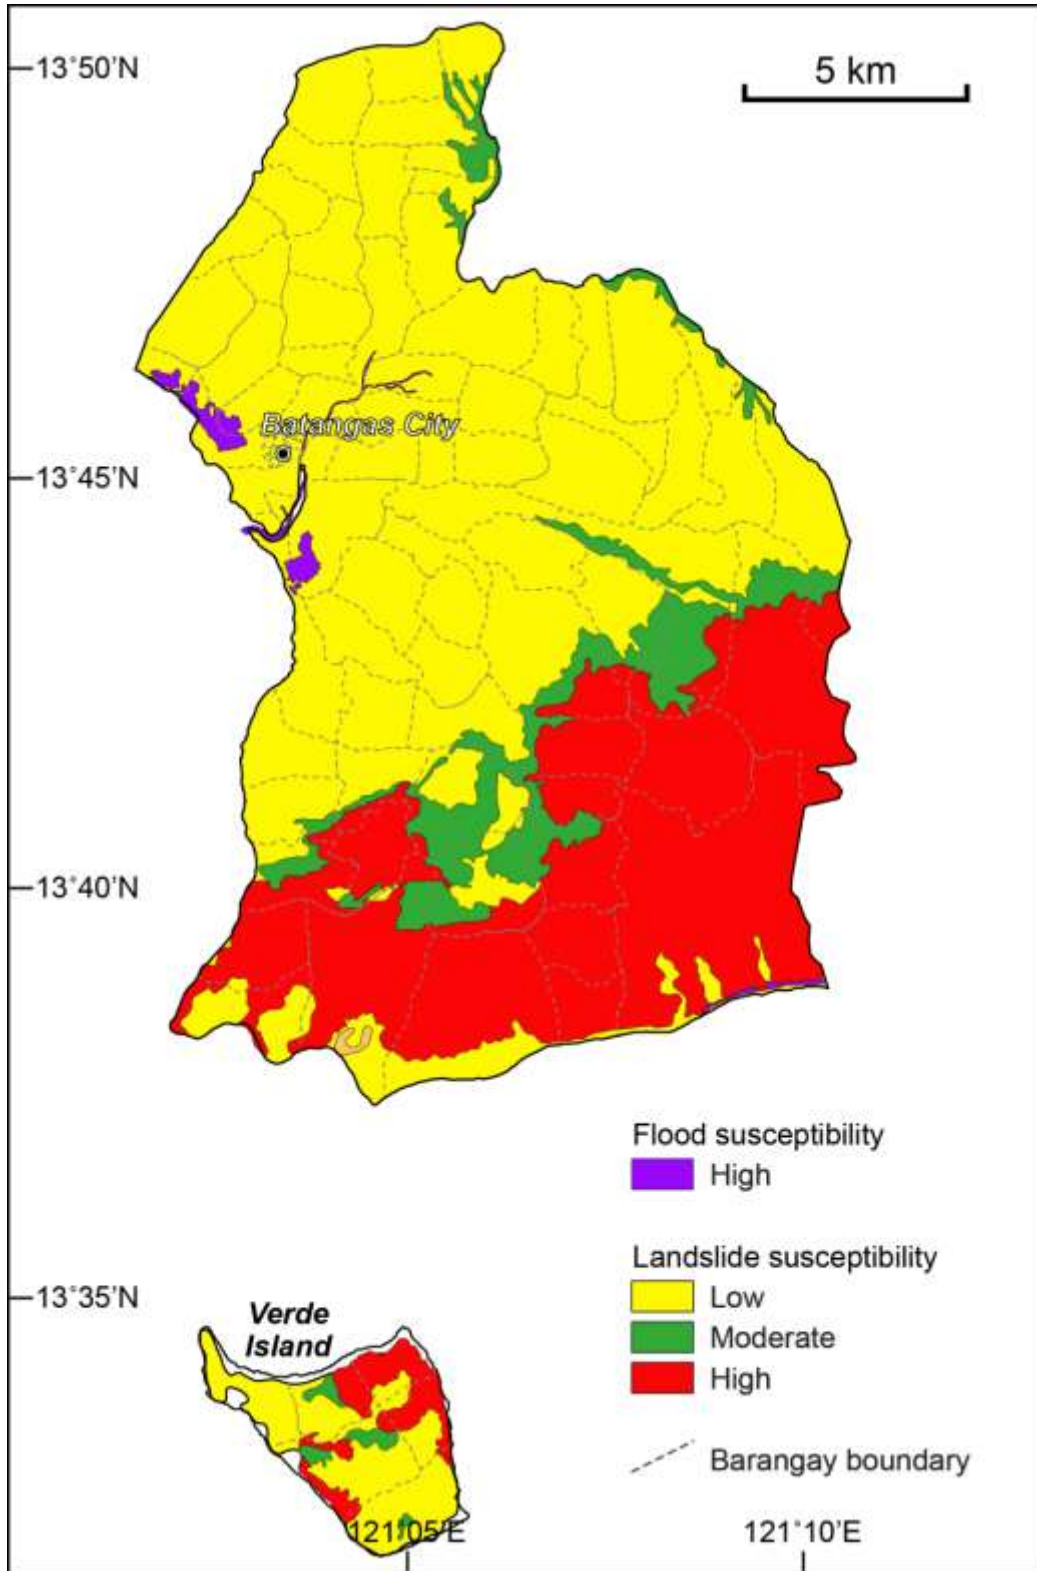 13°50’N
5 km
Batangas City
13°45’N
13°40’N
Flood susceptibility
High
Landslide susceptibility
13°35’N
Low
Verde
Island
Moderate
High
Barangay boundary
121°05’E
121°10’E